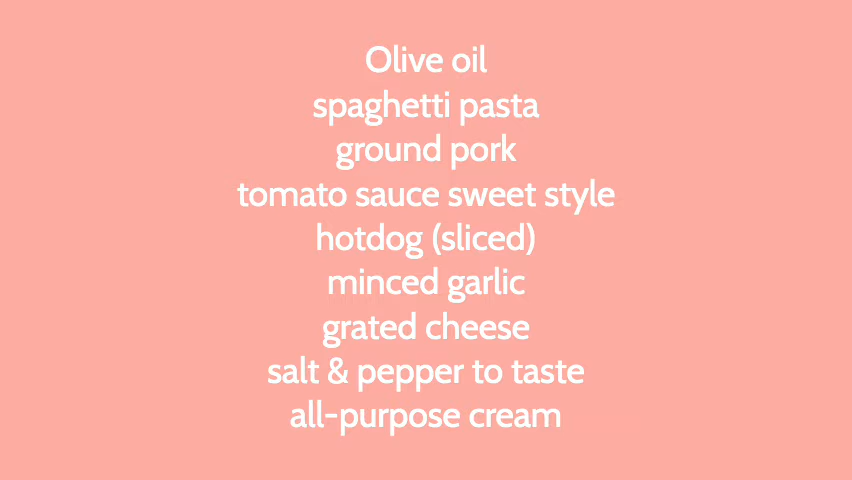 Olive oil
spaghetti pasta
ground pork
tomato sauce sweet style
hotdog (sliced)
minced garlic
grated cheese
salt & pepper to taste
all-purpose cream